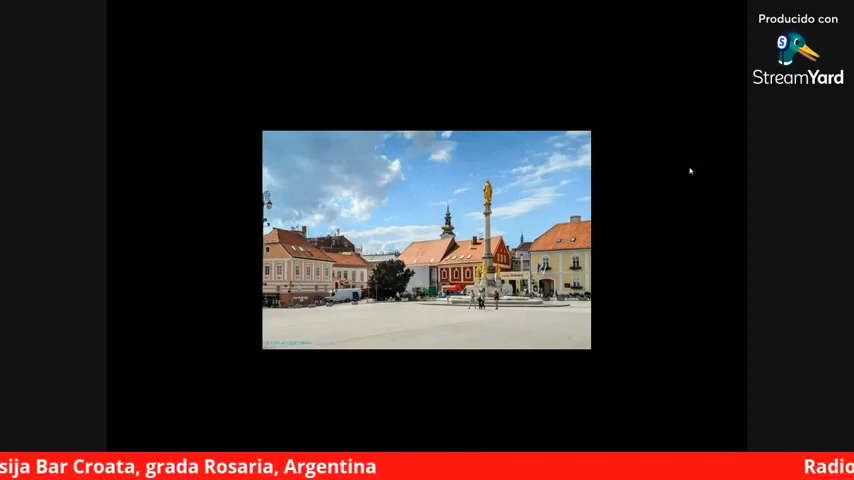 Producido con
StreamYard
sija Bar Croata, grada Rosaria, Argentina
Radio